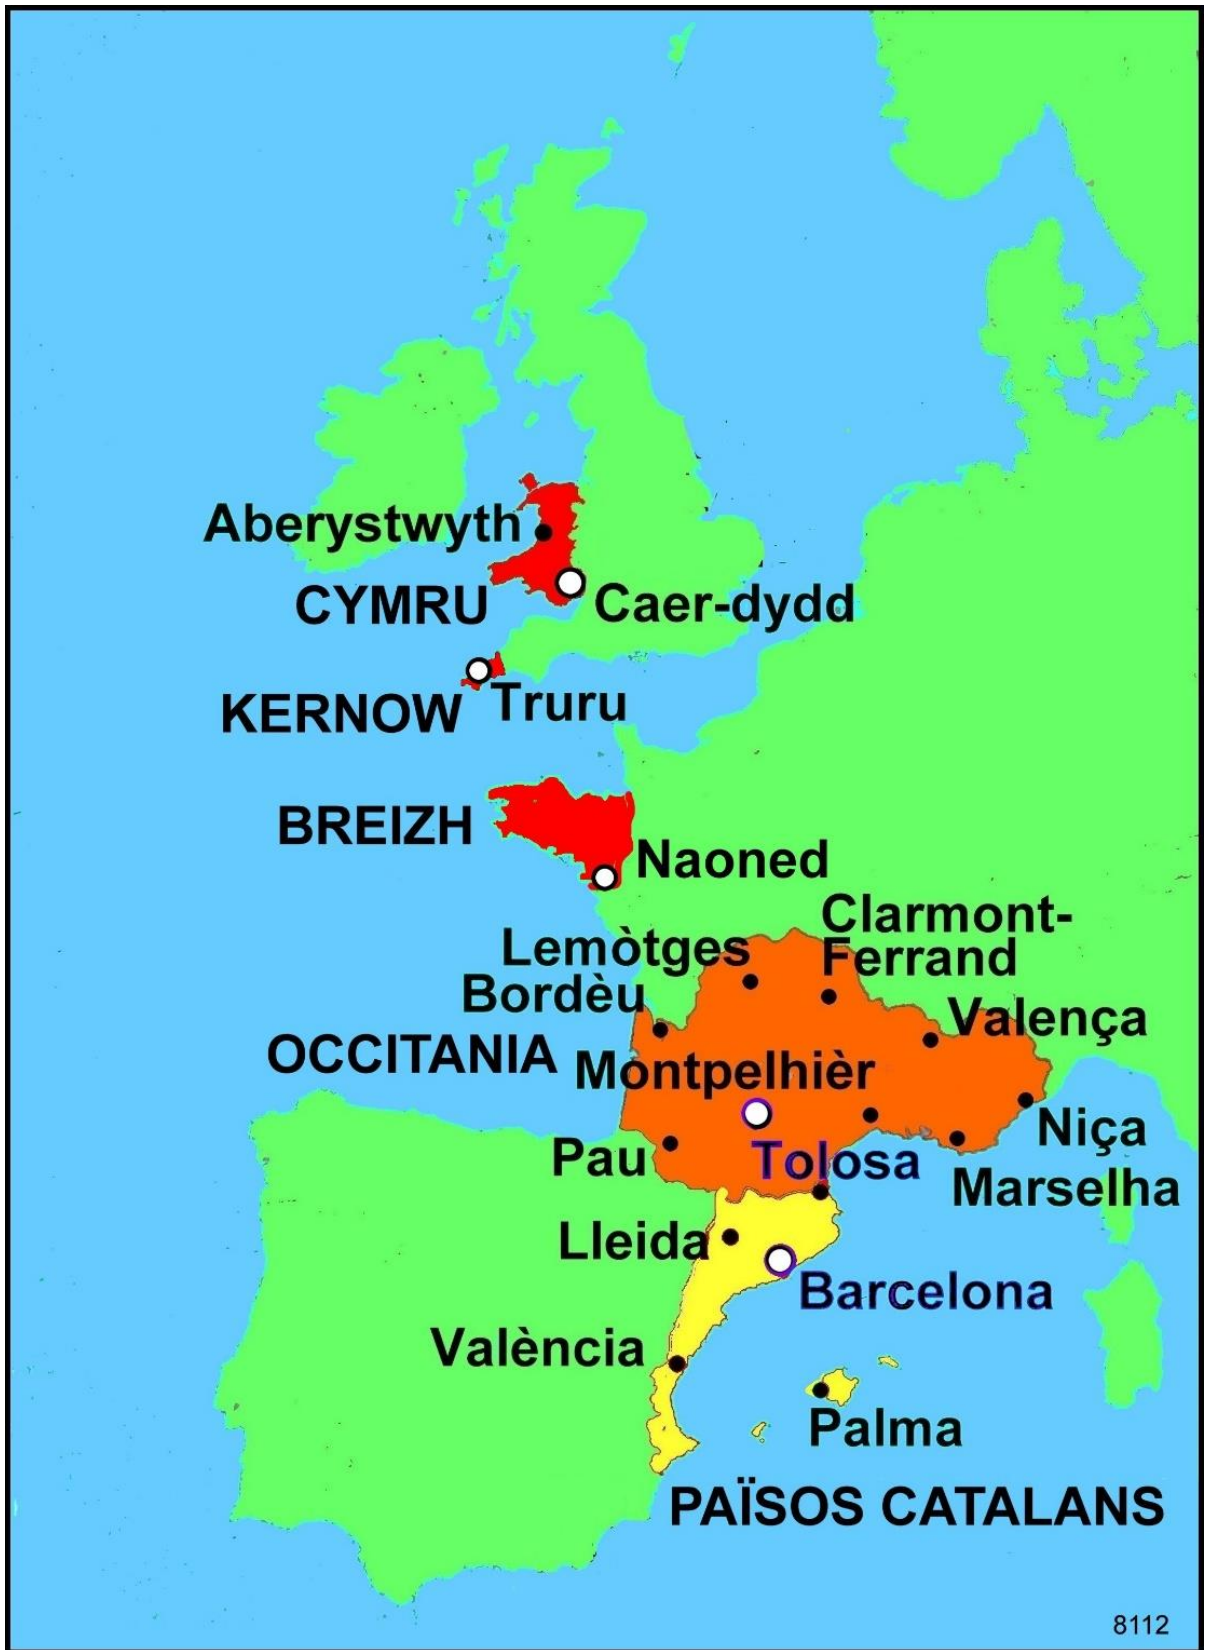 Aberystwyth
CYMRU
Caer-dydd
KERNOW
Truru
BREIZH
Naoned
Clarmont-
Ferrand
Lemòtges
Bordèu
Valença
OCCITANIA
Montpelhièr
Niça
Pau
Tolosa
Marselha
Lleida
Barcelona
València
Palma
PAÏSOS CATALANS
8112